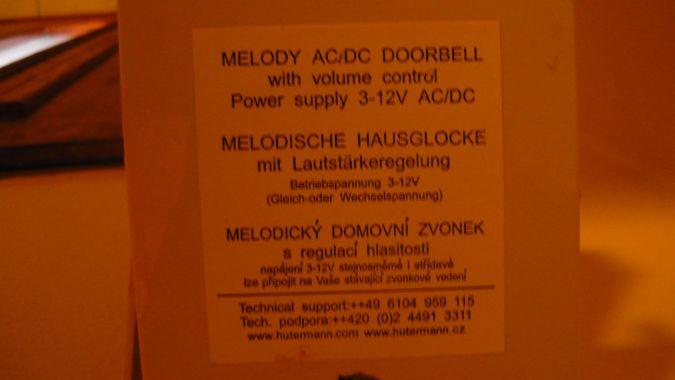 MELODY AC/DC DOORBELL
with volume control
Power supply 3-12V AC/DC
MELODISCHE HAUSGLOCKE
mit Lautstärkeregelung
Betriebspannung 3-12V
(Gleich-oder Wechselspannung)
MELODICKÝ DOMOVNÍ ZVONEK
s regulací hlasitosti
napájení 3-12V stejnosměrné i střídavé
lze připojit na Vaše stávající zvonkové vedení
Technical support:++49 6104 959 115
Tech. podpora:++420 (0)2 4491 3311
www.hutermann.com www.hutermann.cz